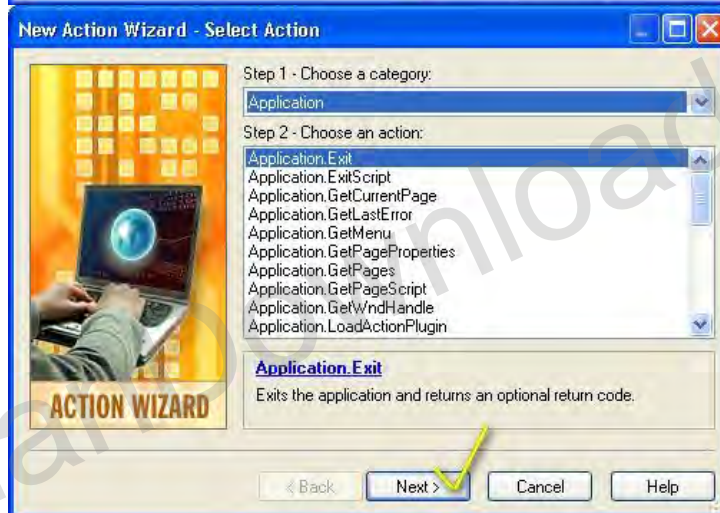 New Action Wizard - Select Action
Step 1 - Choose a category:
Application
Step 2 - Choose an action:
Application.Exit
Application.ExitScript
Application.GetCurrentPage
Application.GetLastError
Application.GetMenu
Application.GetPageProperties
Application.GetPages
Application.GetPageScript
Application.GetWndHandle
Application.LoadActionPlugin
Application.Exit
Exits the application and returns an optional return code.
ACTION WIZARD
< Back
Next >
Cancel
Help